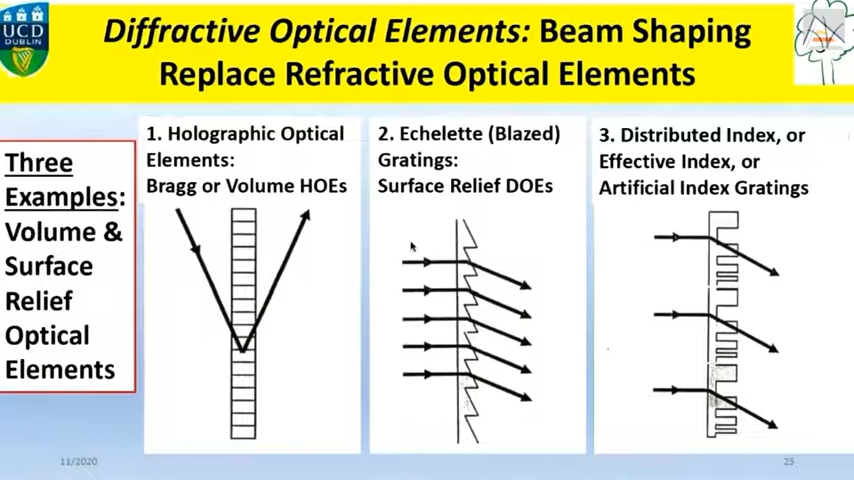 UCD
DUBLIN
Diffractive Optical Elements: Beam Shaping
Replace Refractive Optical Elements
Three
Examples:
Volume &
Surface
Relief
Optical
Elements
1. Holographic Optical
Elements:
Bragg or Volume HOEs
2. Echelette (Blazed)
Gratings:
Surface Relief DOEs
3. Distributed Index, or
Effective Index, or
Artificial Index Gratings
11/2020
25